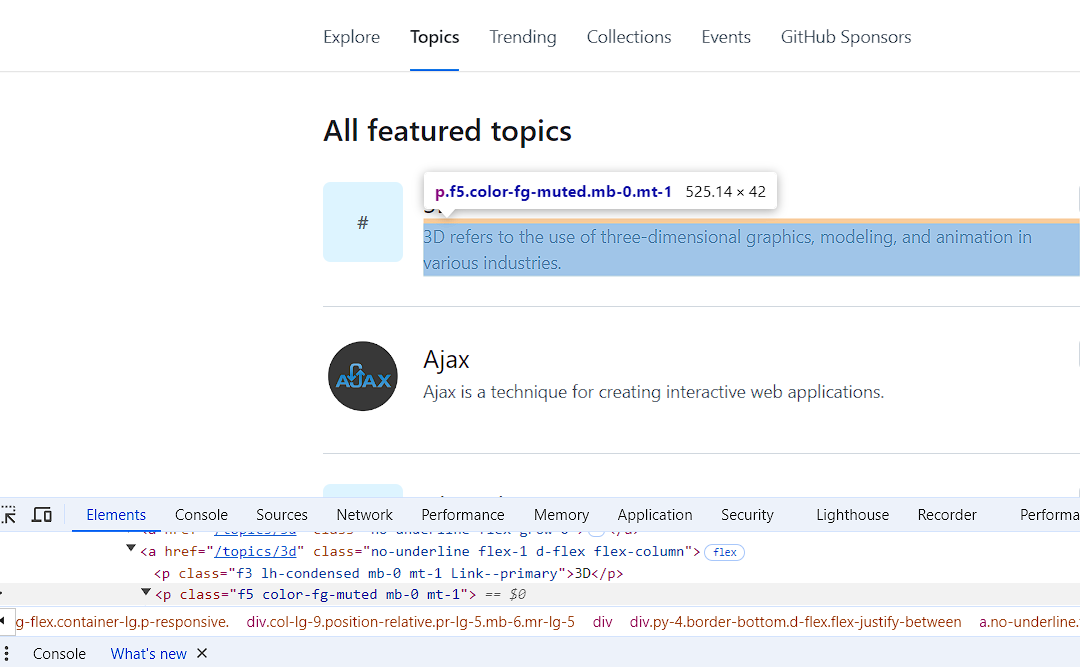 Explore Topics Trending Collections Events GitHub Sponsors
All featured topics
p.f5.color-fg-muted.mb-0.mt-1 525.14 × 42
#
3D refers to the use of three-dimensional graphics, modeling, and animation in
various industries.
AJAX
Ajax
Ajax is a technique for creating interactive web applications.
Elements Console Sources Network Performance Memory Application Security Lighthouse Recorder Performa
<a href="/topics/3d" class="no-underline flex-1 d-flex flex-column"> flex
<p class="f3 lh-condensed mb-0 mt-1 Link--primary">3D</p>
<p class="f5 color-fg-muted mb-0 mt-1"> == $0
g-flex.container-lg.p-responsive. div.col-lg-9.position-relative.pr-lg-5.mb-6.mr-lg-5 div div.py-4.border-bottom.d-flex.flex-justify-between a.no-underline.
Console What's new ✕